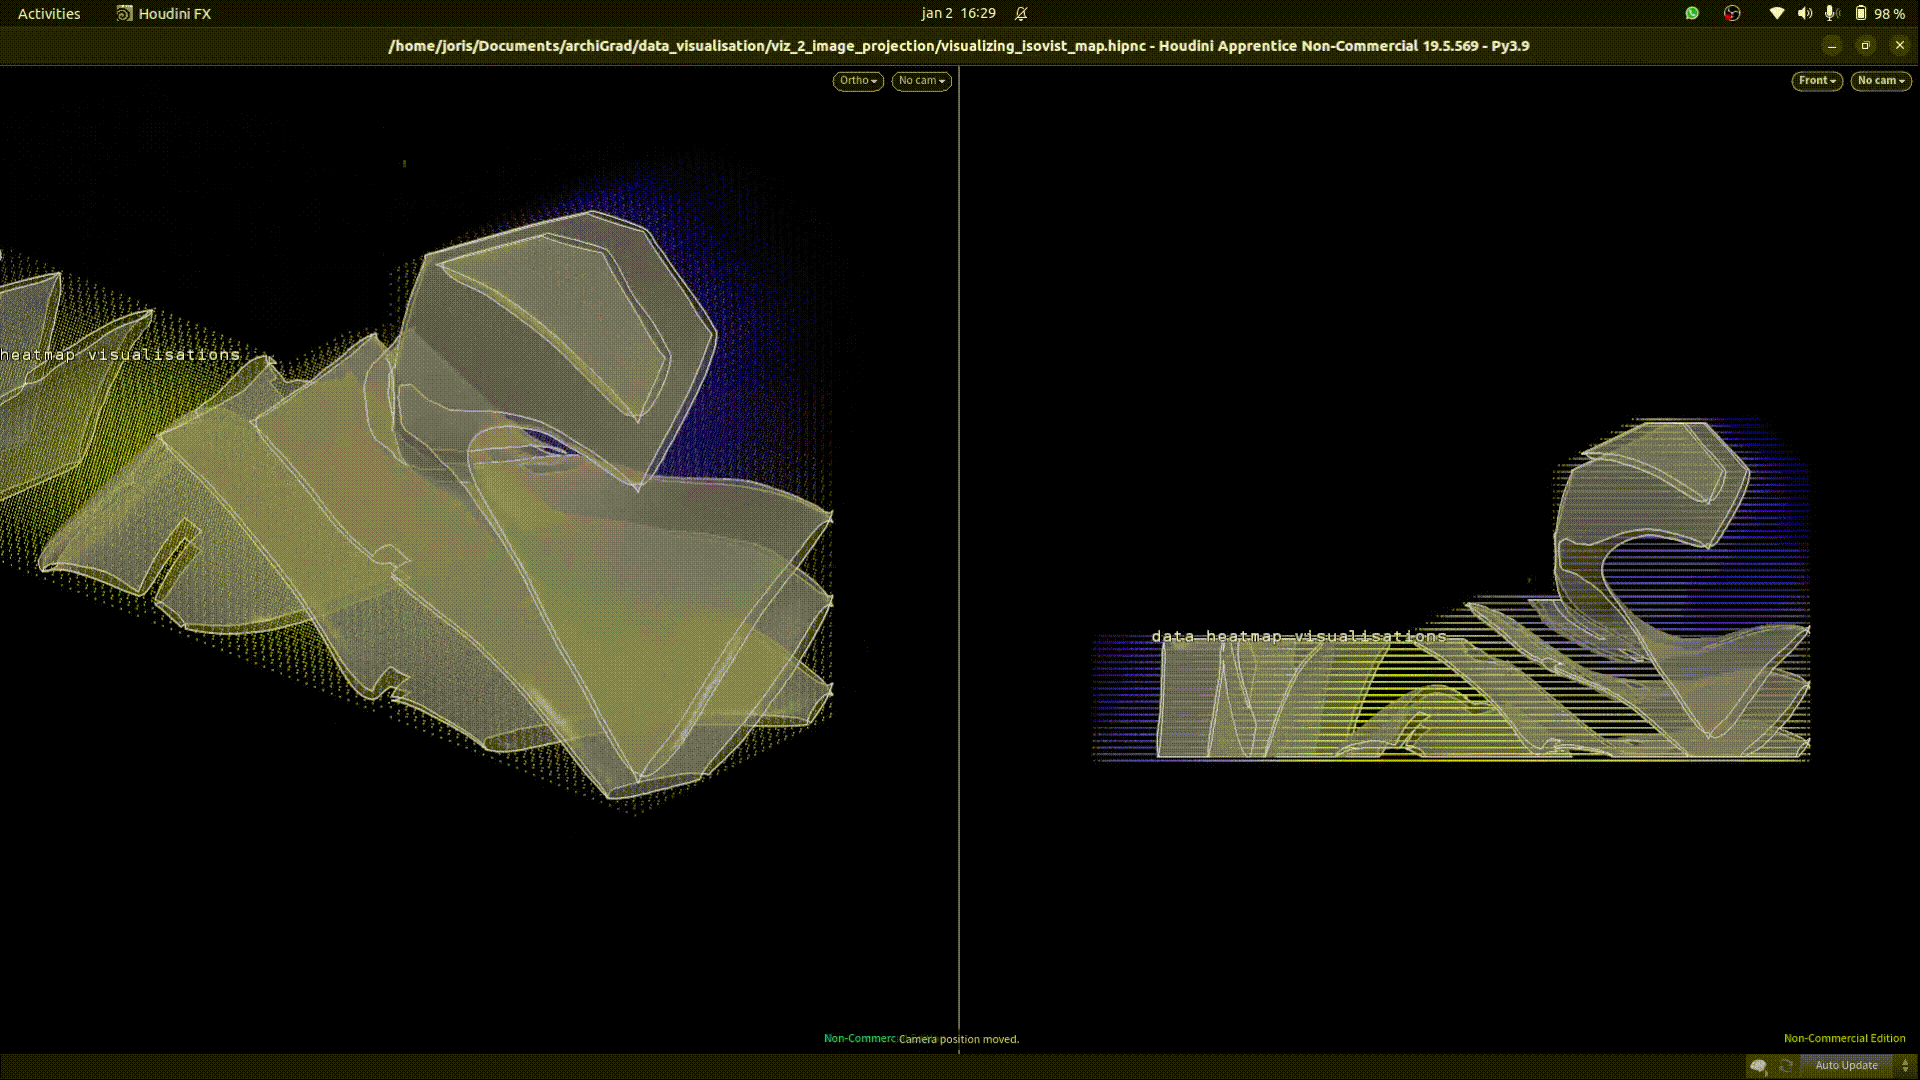 Activities
Houdini FX
jan 2 16:29
98 %
/home/joris/Documents/archiGrad/data_visualisation/viz_2_image_projection/visualizing_isovist_map.hipnc - Houdini Apprentice Non-Commercial 19.5.569 - Py3.9
Ortho
No cam
Front
No cam
heatmap visualisations
data heatmap visualisations
Non-Commerc
Camera position moved.
Non-Commercial Edition
Auto Update